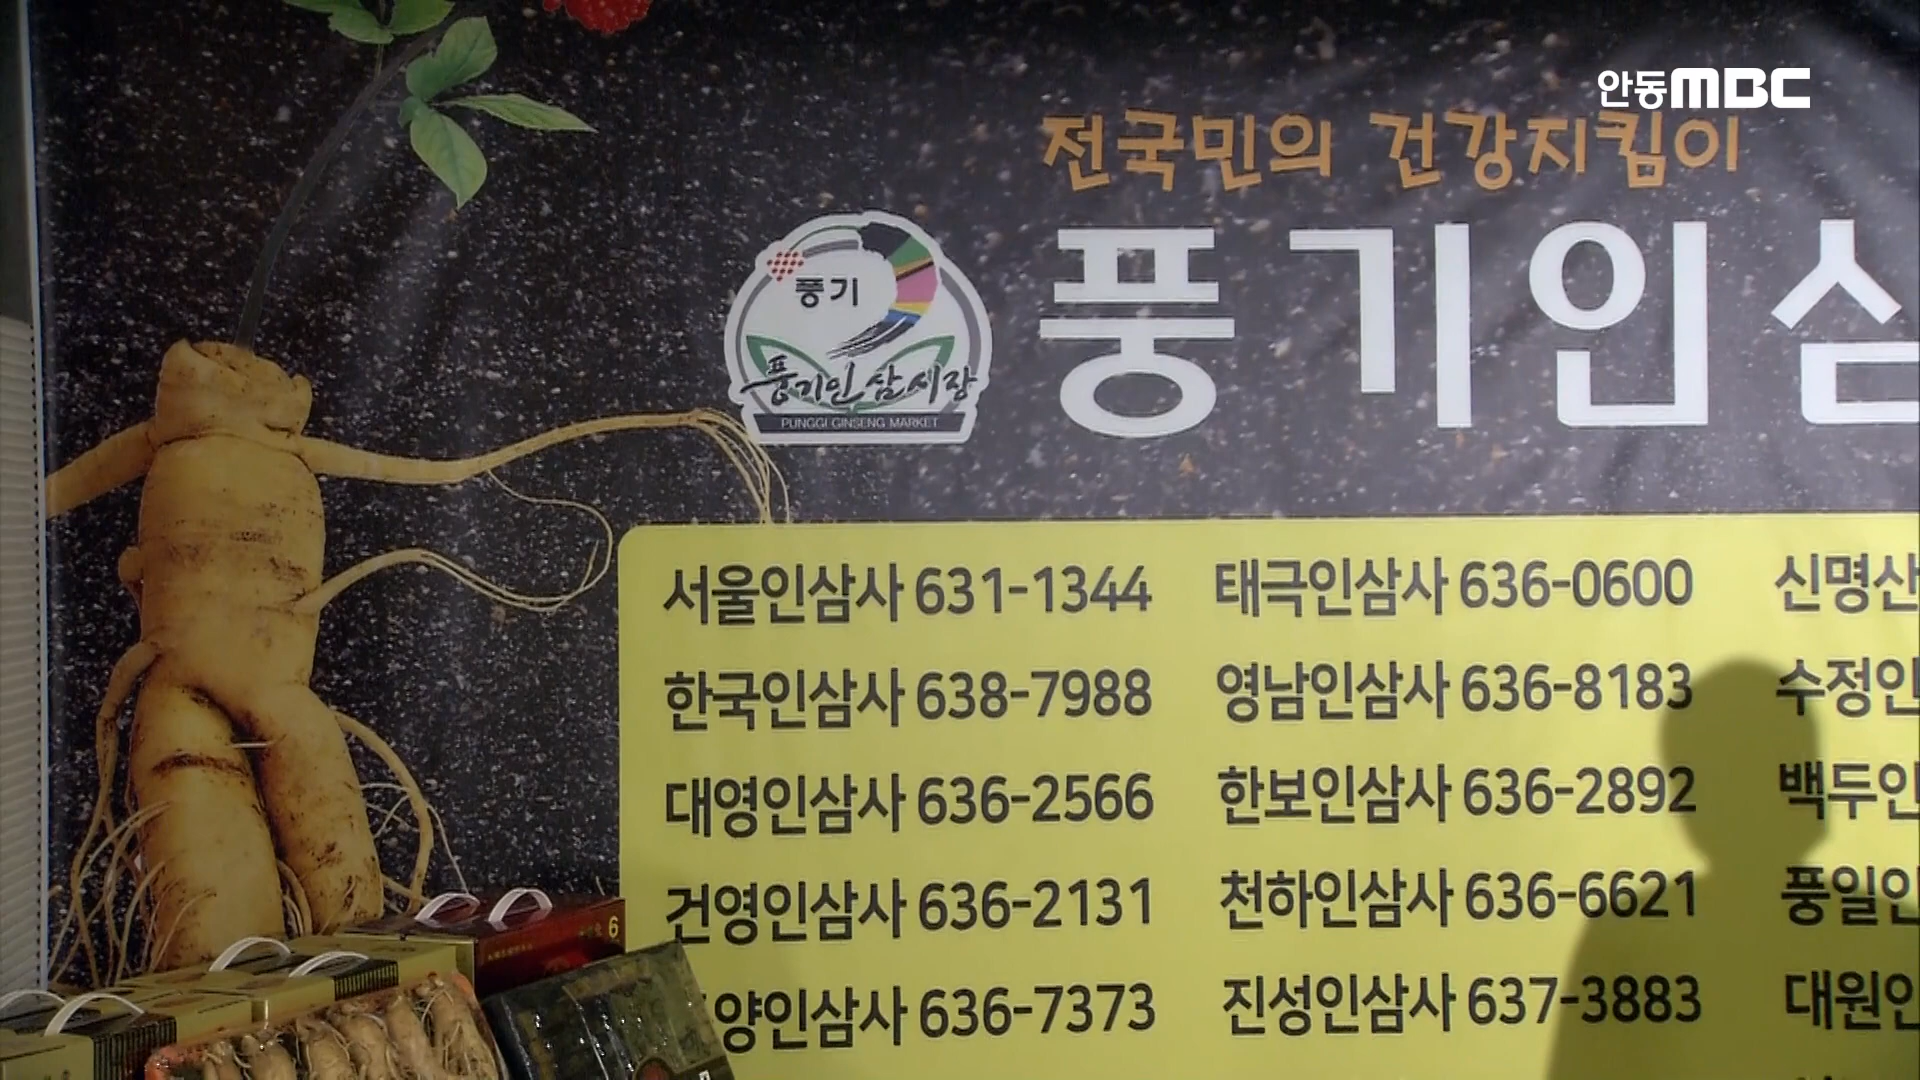 안동MBC
전국민의 건강지킴이
풍기인
풍기
풍기인삼시장
PUNGGI GINSENG MARKET
서울인삼사 631-1344 태극인삼사 636-0600 신명산
한국인삼사 638-7988 영남인삼사 636-8183 수정인
대영인삼사 636-2566 한보인삼사 636-2892 백두인
건영인삼사 636-2131 천하인삼사 636-6621 풍일인
양인삼사 636-7373 진성인삼사 637-3883 대원인
6